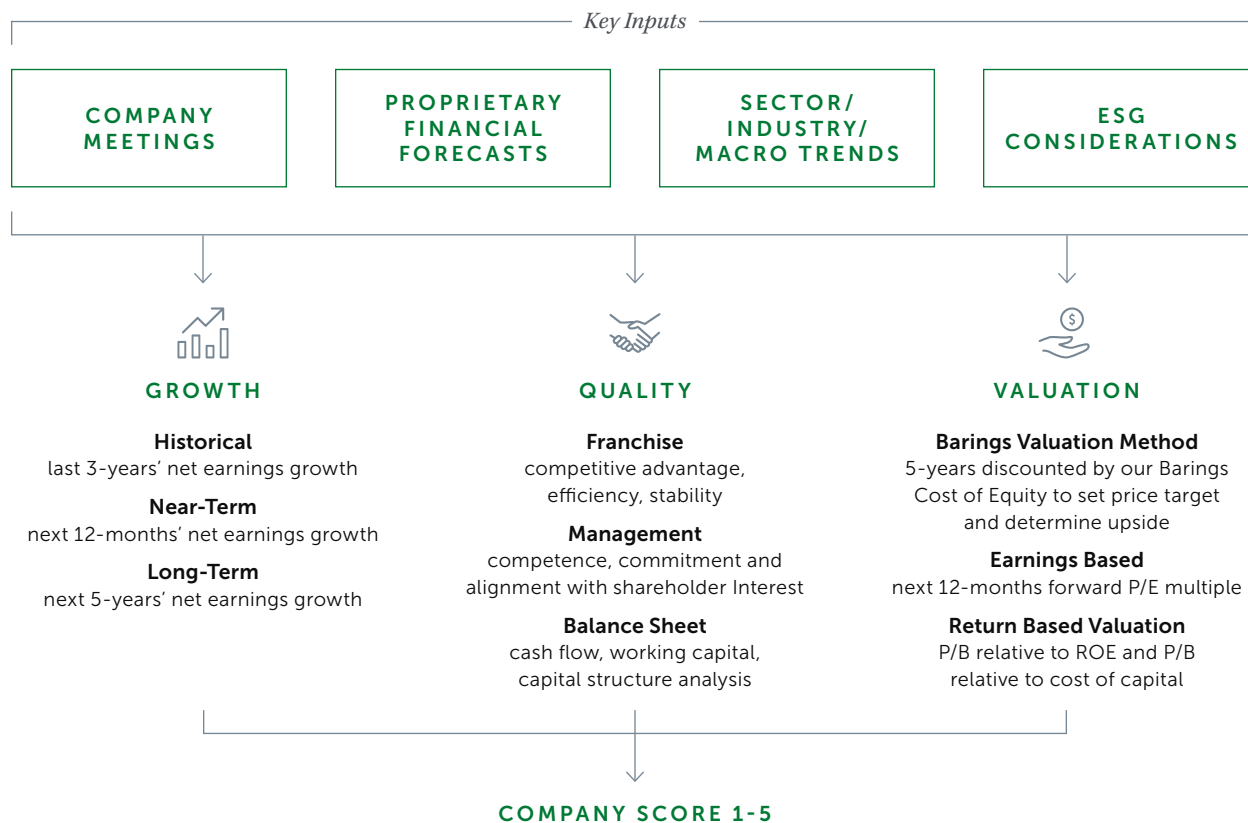 Key Inputs
COMPANY
MEETINGS
PROPRIETARY
FINANCIAL
FORECASTS
SECTOR/
INDUSTRY/
MACRO TRENDS
ESG
CONSIDERATIONS
GROWTH
Historical
last 3-years’ net earnings growth
Near-Term
next 12-months’ net earnings growth
Long-Term
next 5-years’ net earnings growth
QUALITY
Franchise
competitive advantage,
efficiency, stability
Management
competence, commitment and
alignment with shareholder Interest
Balance Sheet
cash flow, working capital,
capital structure analysis
$
VALUATION
Barings Valuation Method
5-years discounted by our Barings
Cost of Equity to set price target
and determine upside
Earnings Based
next 12-months forward P/E multiple
Return Based Valuation
P/B relative to ROE and P/B
relative to cost of capital
COMPANY SCORE 1-5